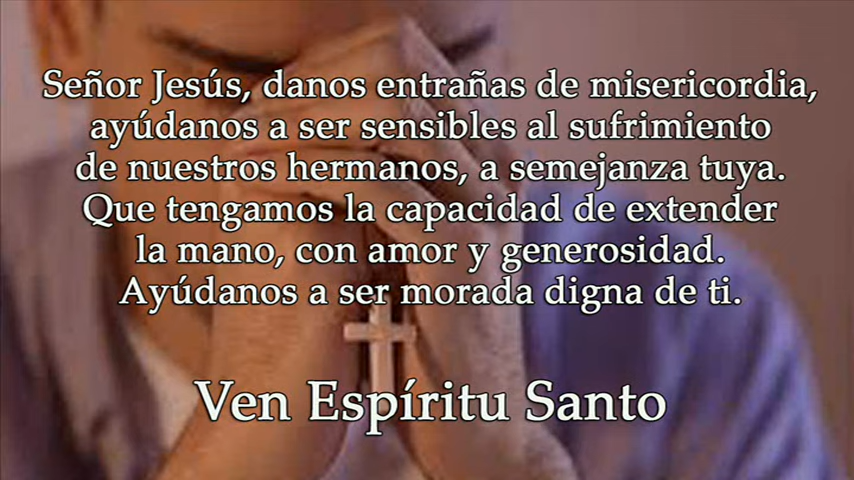 Señor Jesús, danos entrañas de misericordia,
ayúdanos a ser sensibles al sufrimiento
de nuestros hermanos, a semejanza tuya.
Que tengamos la capacidad de extender
la mano, con amor y generosidad.
Ayúdanos a ser morada digna de ti.
Ven Espíritu Santo